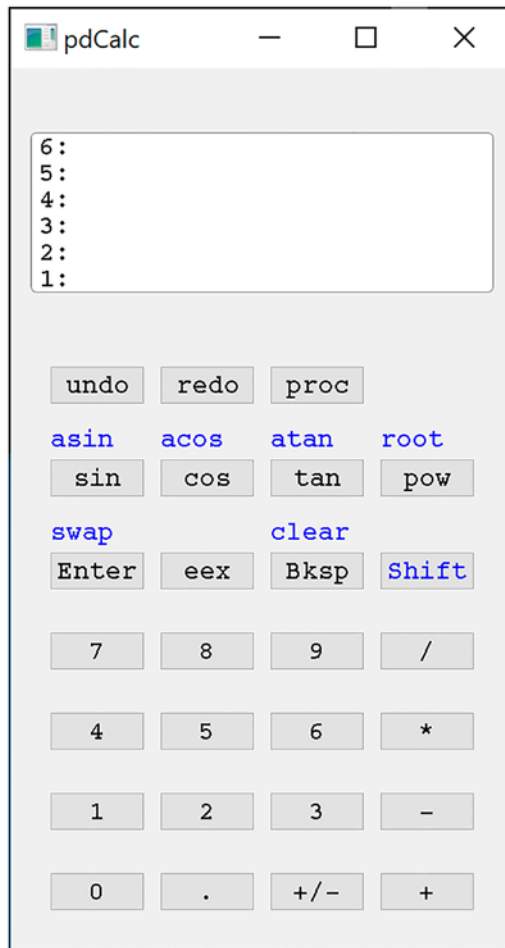 pdCalc
6:
5:
4:
3:
2:
1:
undo redo proc
asin acos atan root
sin cos tan pow
swap clear
Enter eex Bksp Shift
7 8 9 /
4 5 6 *
1 2 3 -
0 . +/- +